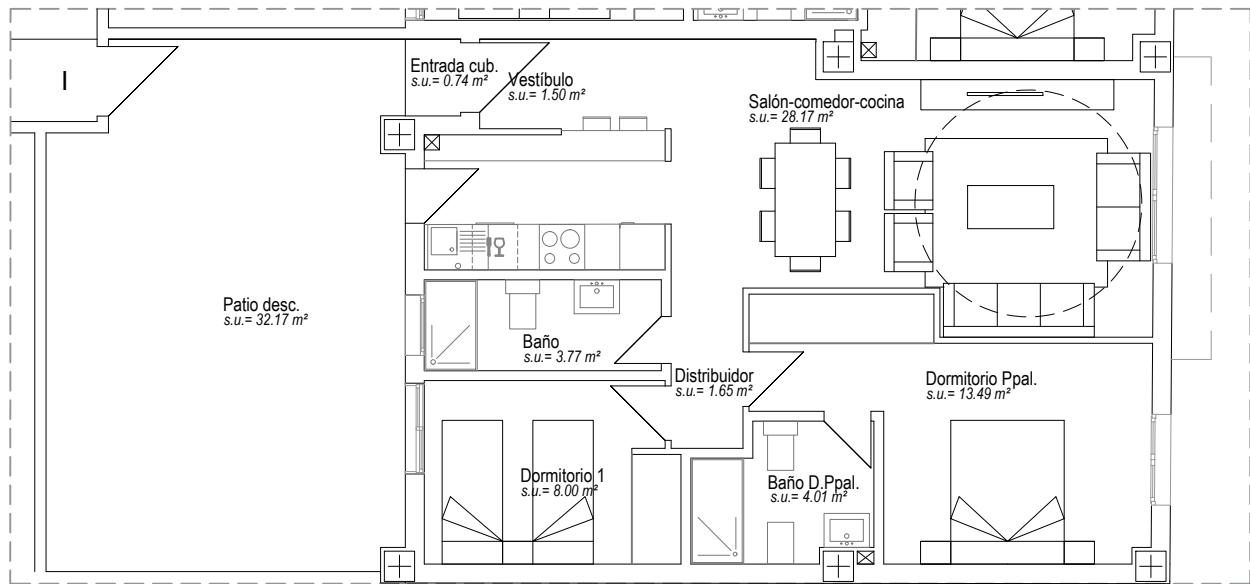 I
Entrada cub.
s.u.= 0.74 m²
Vestíbulo
s.u.= 1.50 m²
Salón-comedor-cocina
s.u.= 28.17 m²
Patio desc.
s.u.= 32.17 m²
Baño
s.u.= 3.77 m²
Distribuidor
s.u.= 1.65 m²
Dormitorio Ppal.
s.u.= 13.49 m²
Dormitorio 1
s.u.= 8.00 m²
Baño D.Ppal.
s.u.= 4.01 m²